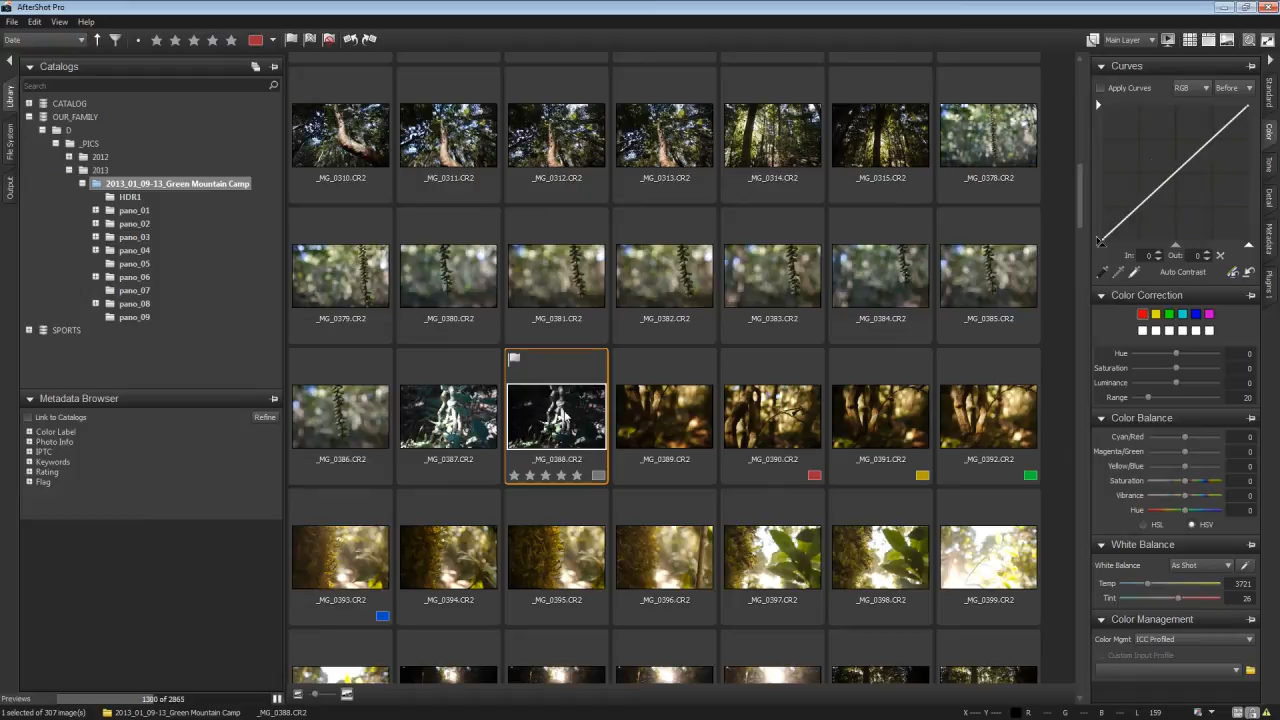 AfterShot Pro
File Edit View Help
Date
Main Layer
Catalogs
Search
CATALOG
OUR_FAMILY
D
_PICS
2012
2013
2013_01_09-13_Green Mountain Camp
HDR1
pano_01
pano_02
pano_03
pano_04
pano_05
pano_06
pano_07
pano_08
pano_09
SPORTS
Metadata Browser
Link to Catalogs Refine
Color Label
Photo Info
IPTC
Keywords
Rating
Flag
Previews 1300 of 2865
Library
File System
Output
_MG_0310.CR2 _MG_0311.CR2 _MG_0312.CR2 _MG_0313.CR2 _MG_0314.CR2 _MG_0315.CR2 _MG_0378.CR2
_MG_0379.CR2 _MG_0380.CR2 _MG_0381.CR2 _MG_0382.CR2 _MG_0383.CR2 _MG_0384.CR2 _MG_0385.CR2
_MG_0386.CR2 _MG_0387.CR2 _MG_0388.CR2 _MG_0389.CR2 _MG_0390.CR2 _MG_0391.CR2 _MG_0392.CR2
_MG_0393.CR2 _MG_0394.CR2 _MG_0395.CR2 _MG_0396.CR2 _MG_0397.CR2 _MG_0398.CR2 _MG_0399.CR2
Curves
Apply Curves RGB Before
In: 0 Out: 0
Auto Contrast
Color Correction
Hue 0
Saturation 0
Luminance 0
Range 20
Color Balance
Cyan/Red 0
Magenta/Green 0
Yellow/Blue 0
Saturation 0
Vibrance 0
Hue 0
HSL HSV
White Balance
White Balance As Shot
Temp 3721
Tint 26
Color Management
Color Mgmt ICC Profiled
Custom Input Profile
Standard
Color
Tone
Detail
Metadata
Plugins 1
1 selected of 307 image(s) 2013_01_09-13_Green Mountain Camp _MG_0388.CR2 X --- Y --- R --- G --- B --- L 159